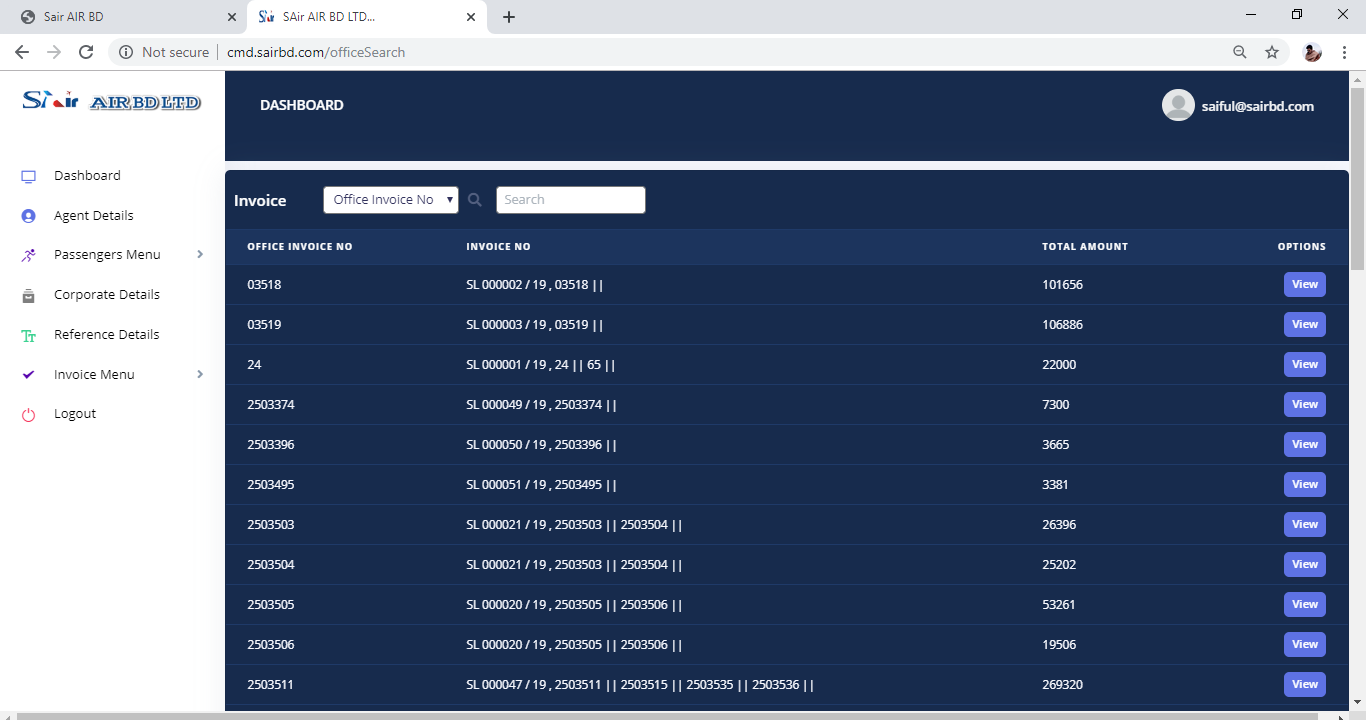 Sair AIR BD
SAir AIR BD LTD...
Not secure
cmd.sairbd.com/officeSearch
SAir AIR BD LTD
DASHBOARD
saiful@sairbd.com
Dashboard
Agent Details
Passengers Menu
Corporate Details
Reference Details
Invoice Menu
Logout
Invoice Office Invoice No Search
OFFICE INVOICE NO INVOICE NO TOTAL AMOUNT OPTIONS
03518 SL 000002 / 19 , 03518 || 101656 View
03519 SL 000003 / 19 , 03519 || 106886 View
24 SL 000001 / 19 , 24 || 65 || 22000 View
2503374 SL 000049 / 19 , 2503374 || 7300 View
2503396 SL 000050 / 19 , 2503396 || 3665 View
2503495 SL 000051 / 19 , 2503495 || 3381 View
2503503 SL 000021 / 19 , 2503503 || 2503504 || 26396 View
2503504 SL 000021 / 19 , 2503503 || 2503504 || 25202 View
2503505 SL 000020 / 19 , 2503505 || 2503506 || 53261 View
2503506 SL 000020 / 19 , 2503505 || 2503506 || 19506 View
2503511 SL 000047 / 19 , 2503511 || 2503515 || 2503535 || 2503536 || 269320 View